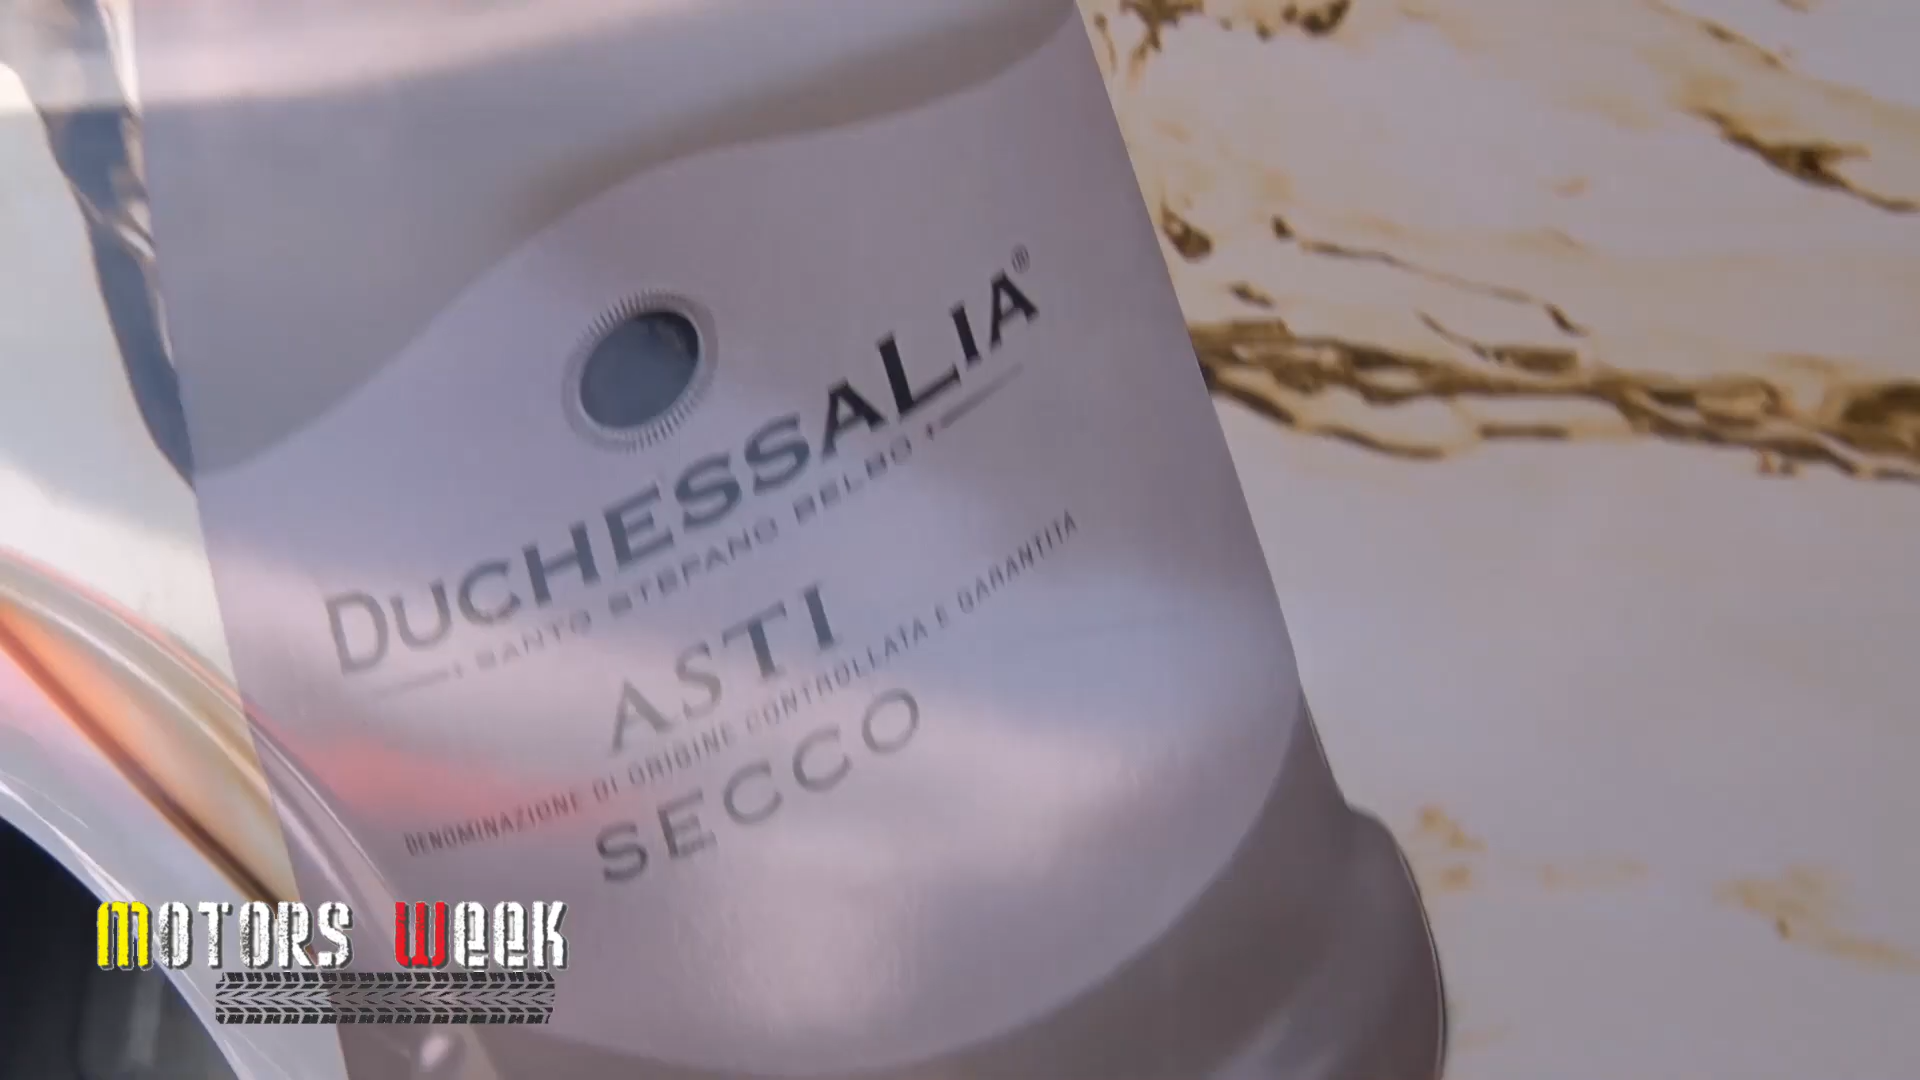 DUCHESSALIA®
SANTO STEFANO BELBO
ASTI
DENOMINAZIONE DI ORIGINE CONTROLLATA E GARANTITA
SECCO
MOTORS WEEK